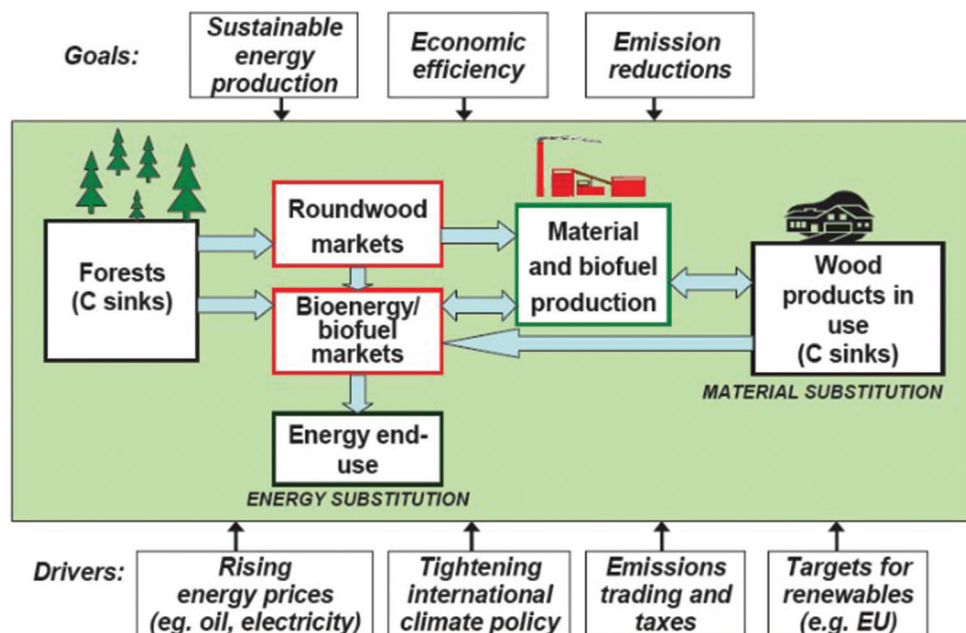 Goals:
Sustainable
energy
production
Economic
efficiency
Emission
reductions
Forests
(C sinks)
Roundwood
markets
Bioenergy/
biofuel
markets
Energy end-
use
ENERGY SUBSTITUTION
Material
and biofuel
production
Wood
products in
use
(C sinks)
MATERIAL SUBSTITUTION
Drivers:
Rising
energy prices
(eg. oil, electricity)
Tightening
international
climate policy
Emissions
trading and
taxes
Targets for
renewables
(e.g. EU)